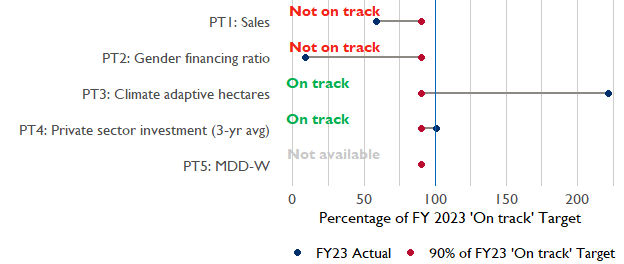 Not on track
PT1: Sales
Not on track
PT2: Gender financing ratio
On track
PT3: Climate adaptive hectares
On track
PT4: Private sector investment (3-yr avg)
Not available
PT5: MDD-W
0 50 100 150 200
Percentage of FY 2023 'On track' Target
FY23 Actual 90% of FY23 'On track' Target